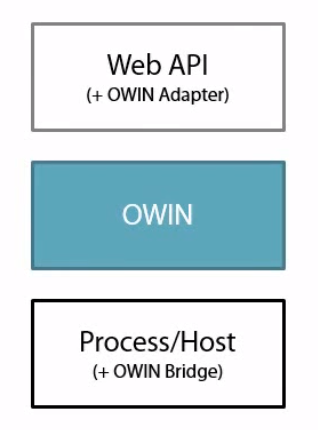 Web API
(+ OWIN Adapter)
OWIN
Process/Host
(+ OWIN Bridge)